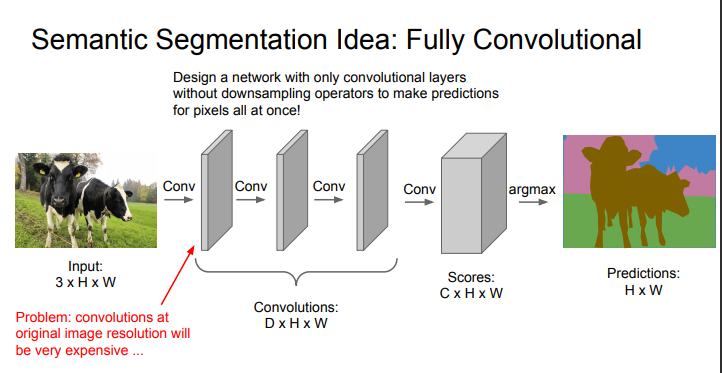 Semantic Segmentation Idea: Fully Convolutional
Design a network with only convolutional layers
without downsampling operators to make predictions
for pixels all at once!
Conv
Conv
Conv
Conv
argmax
Input:
3 x H x W
Convolutions:
D x H x W
Scores:
C x H x W
Predictions:
H x W
Problem: convolutions at
original image resolution will
be very expensive ...